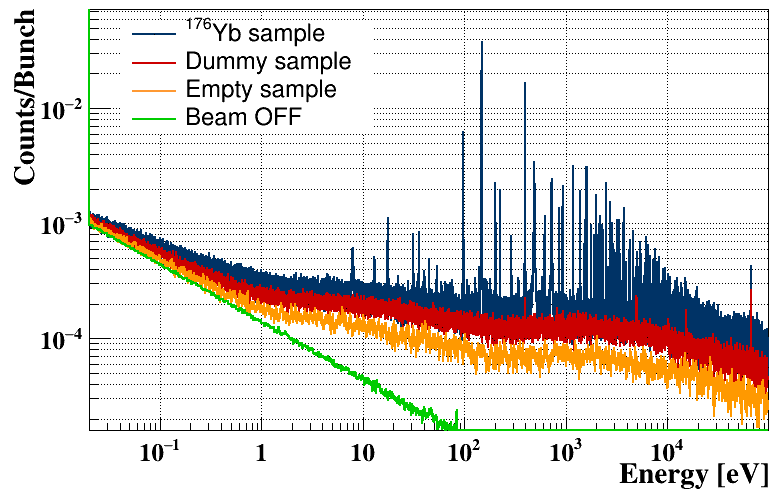 Counts/Bunch
¹⁷⁶Yb sample
Dummy sample
Empty sample
Beam OFF
10⁻²
10⁻³
10⁻⁴
10⁻¹ 1 10 10² 10³ 10⁴
Energy [eV]